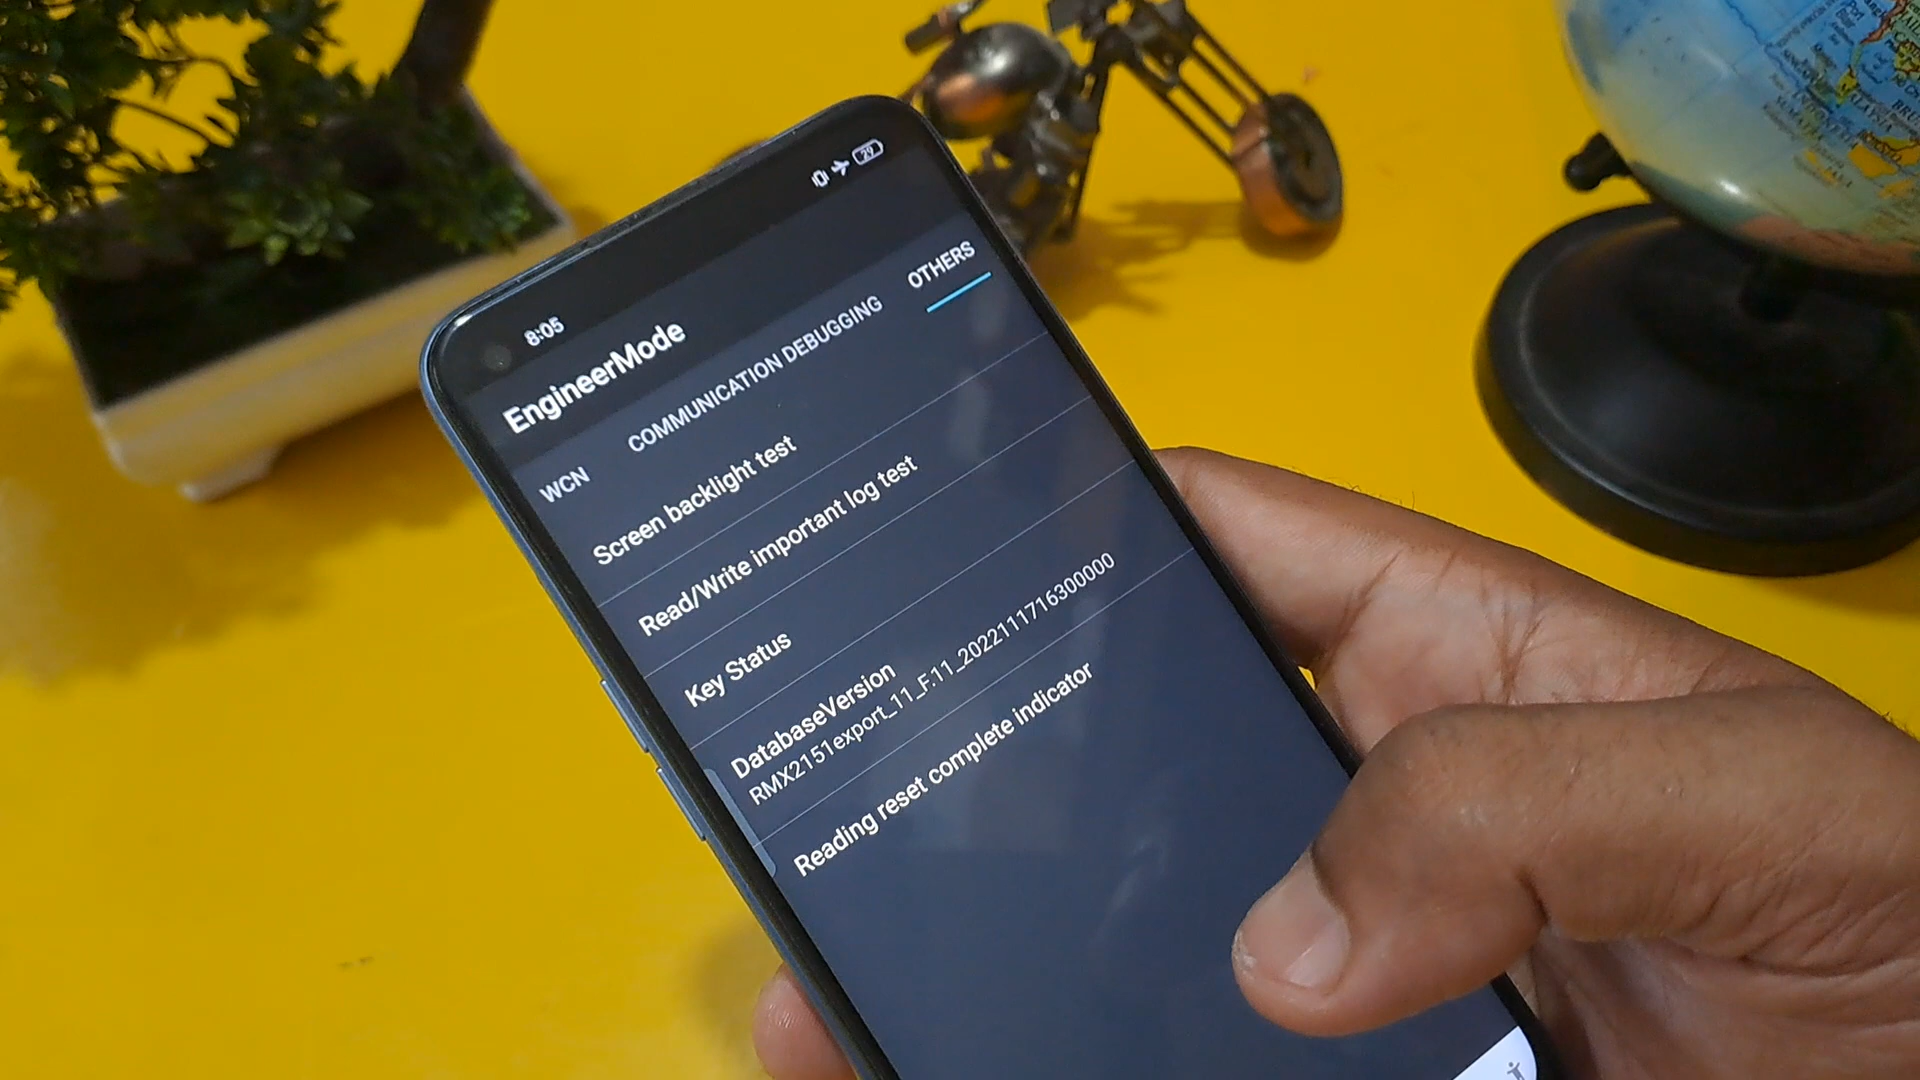 29
8:05
EngineerMode
WCN COMMUNICATION DEBUGGING OTHERS
Screen backlight test
Read/Write important log test
Key Status
DatabaseVersion
RMX2151export_11_F.11_2022111716300000
Reading reset complete indicator